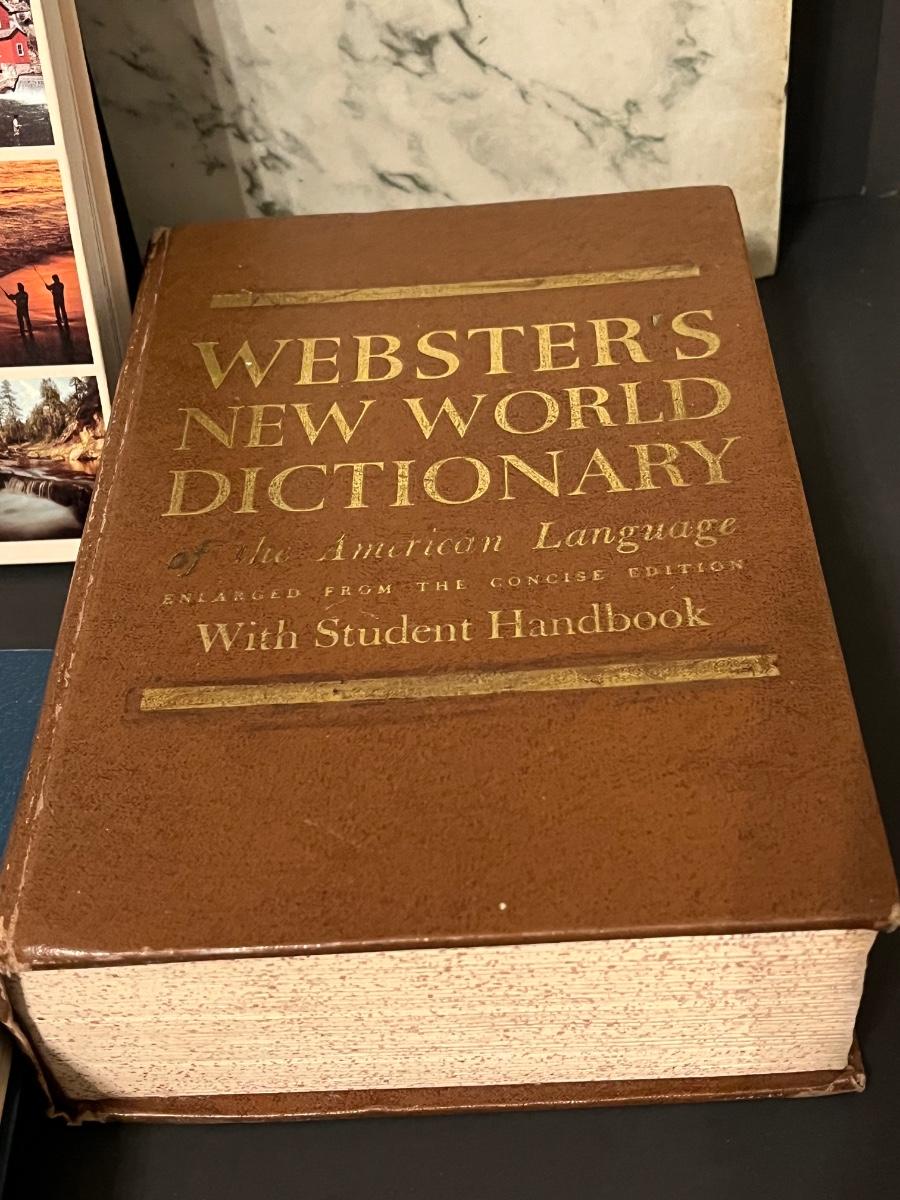 WEBSTER'S
NEW WORLD
DICTIONARY
of the American Language
ENLARGED FROM THE CONCISE EDITION
With Student Handbook